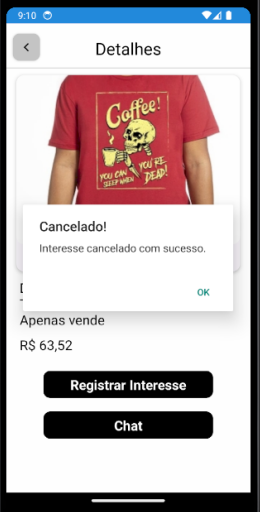 9:10
Detalhes
Coffee!
YOU CAN
SLEEP WHEN
YOU'RE
DEAD!
Cancelado!
Interesse cancelado com sucesso.
OK
Apenas vende
R$ 63,52
Registrar Interesse
Chat